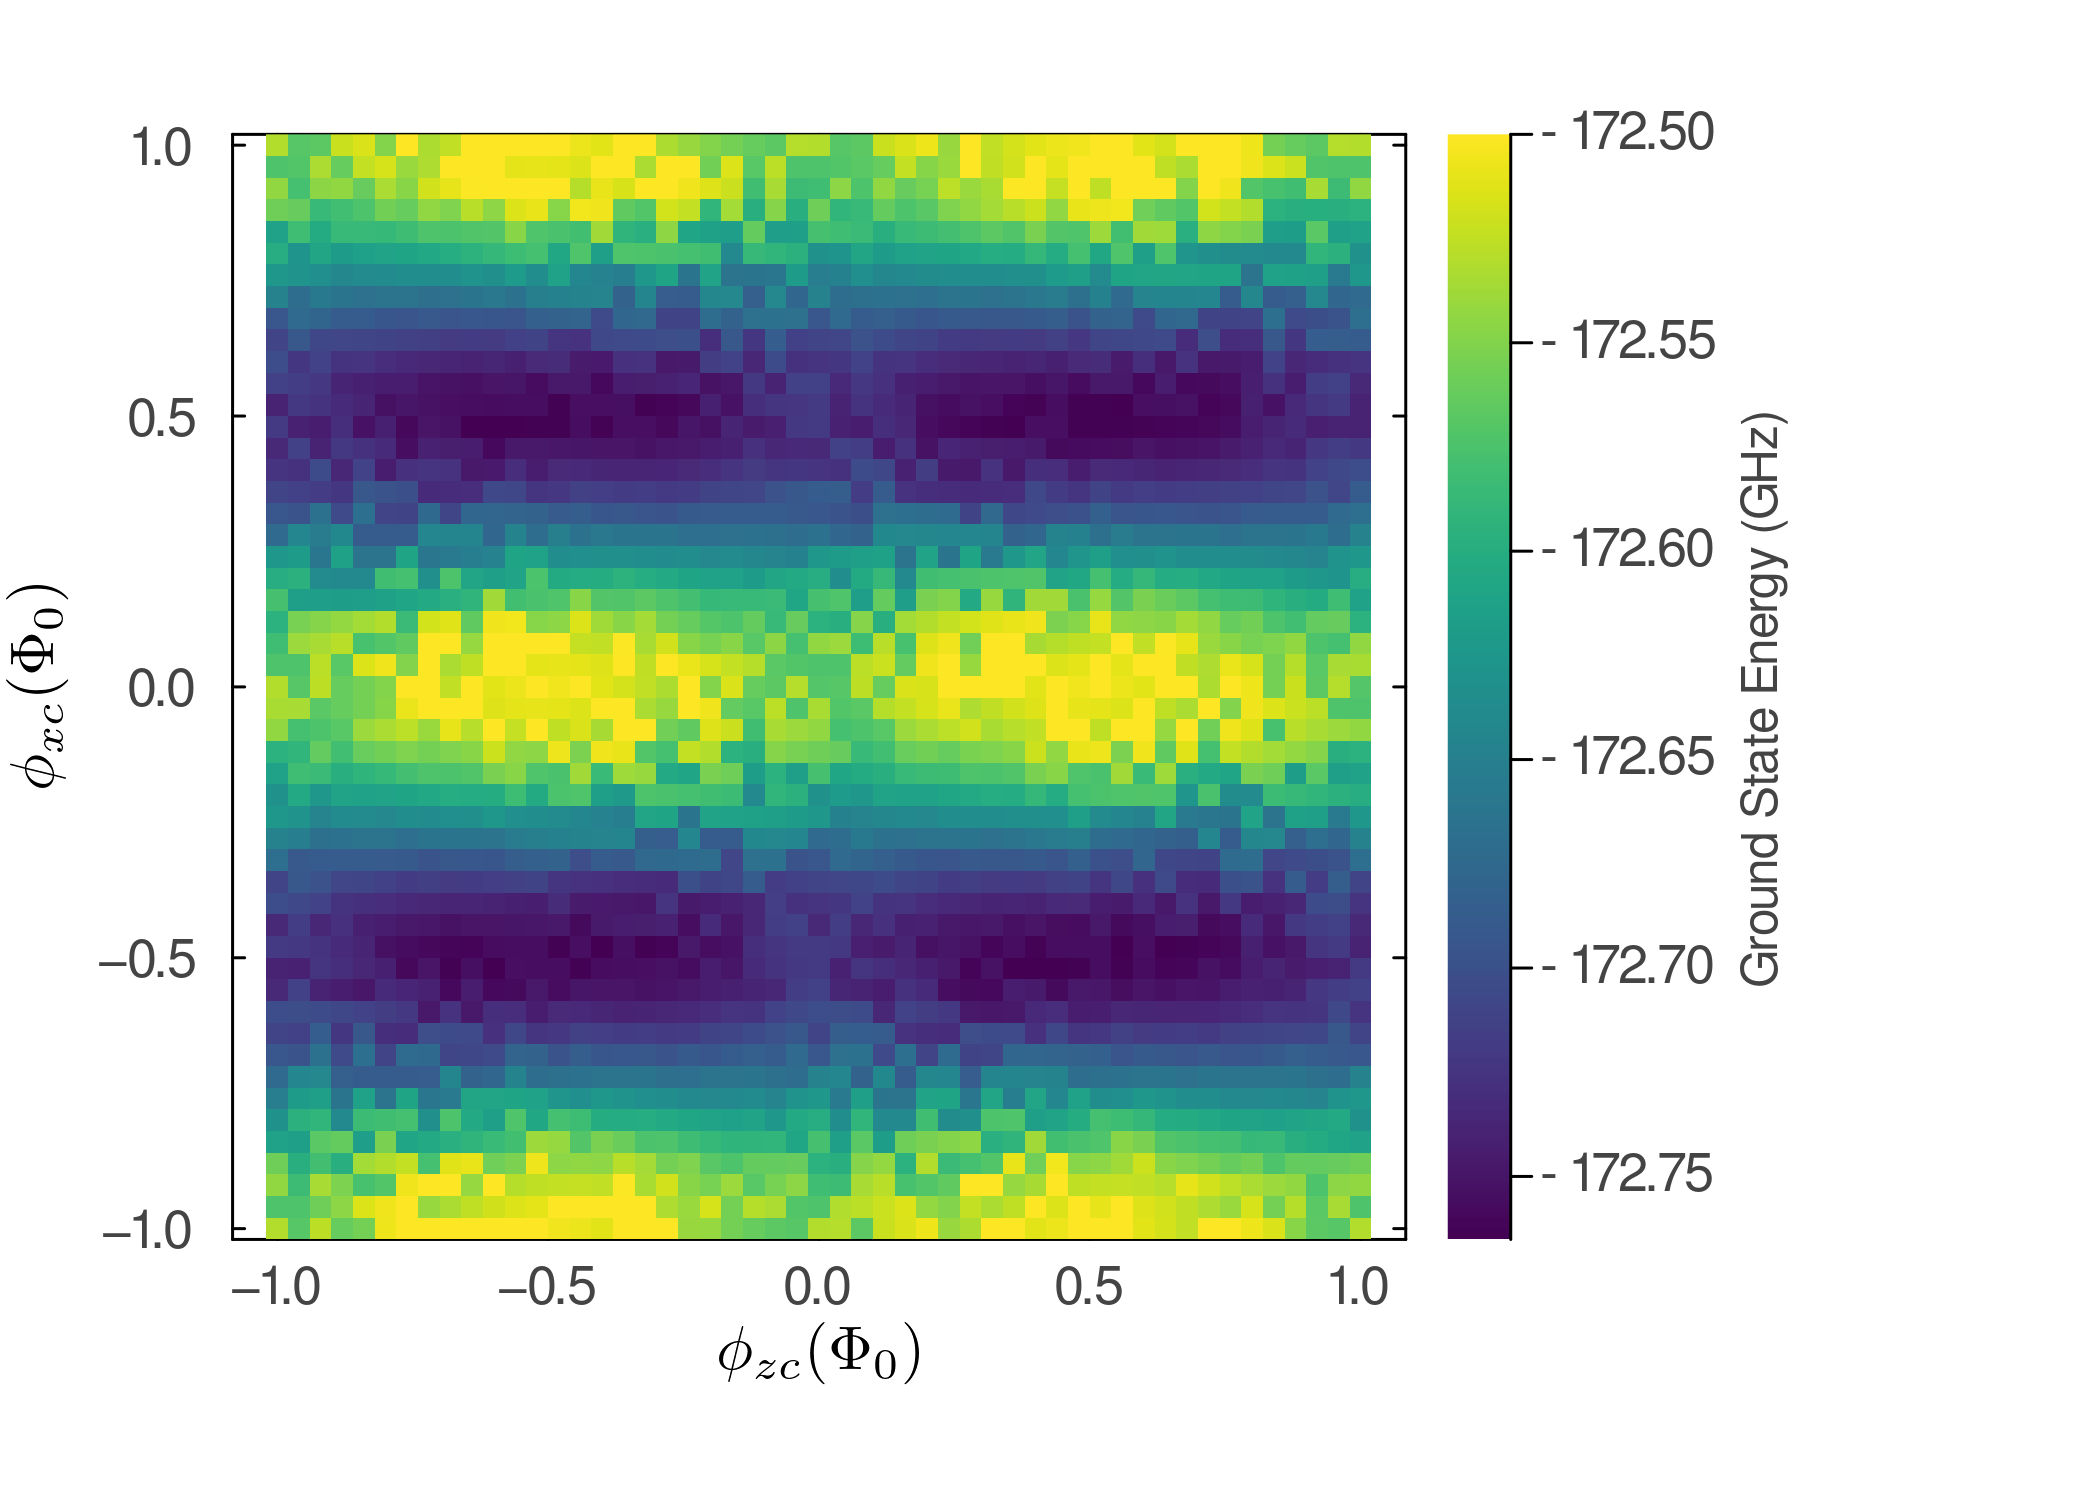 1.0
0.5
0.0
−0.5
−1.0
ϕxc(Φ0)
−1.0 −0.5 0.0 0.5 1.0
ϕzc(Φ0)
- 172.50
- 172.55
- 172.60
- 172.65
- 172.70
- 172.75
Ground State Energy (GHz)